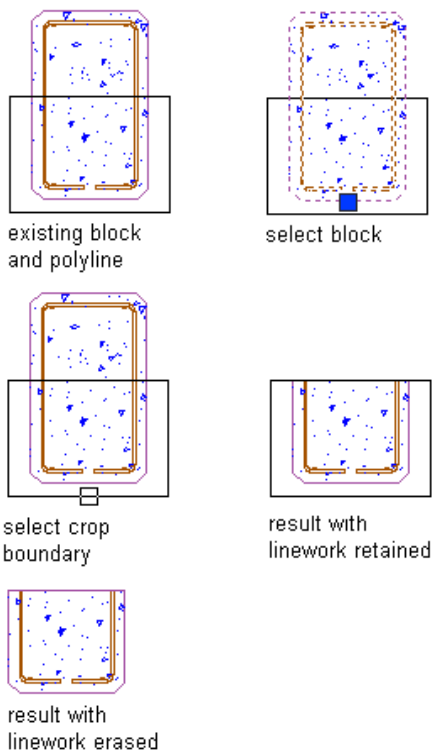 existing block
and polyline
select block
select crop
boundary
result with
linework retained
result with
linework erased